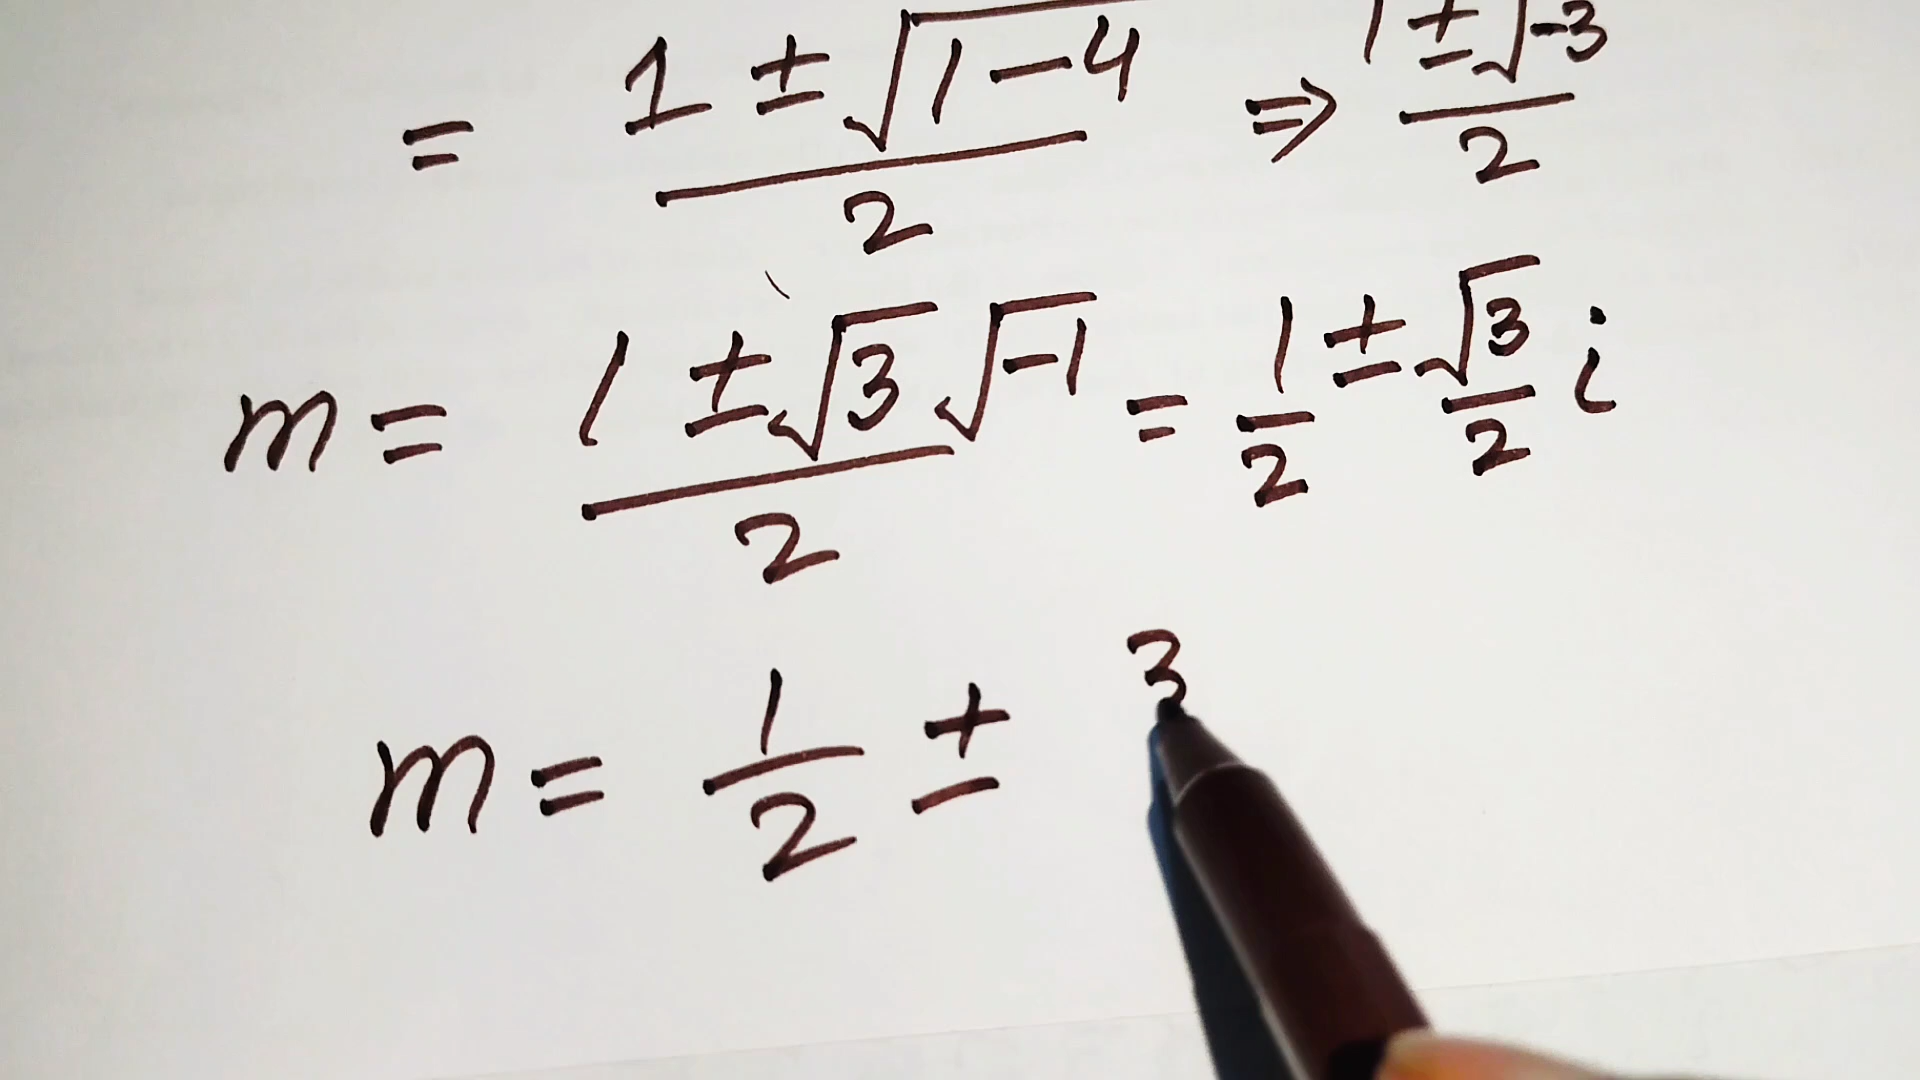 = 1 ± √(1 − 4) / 2 ⇒ 1 ± √−3 / 2
m = 1 ± √3 √−1 / 2 = 1/2 ± √3/2 i
m = 1/2 ± 3